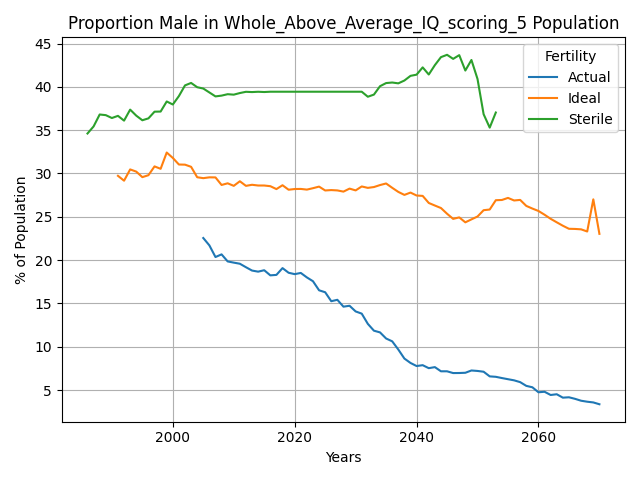 Proportion Male in Whole_Above_Average_IQ_scoring_5 Population
45
40
35
30
25
20
15
10
5
% of Population
Fertility
Actual
Ideal
Sterile
2000
2020
2040
2060
Years